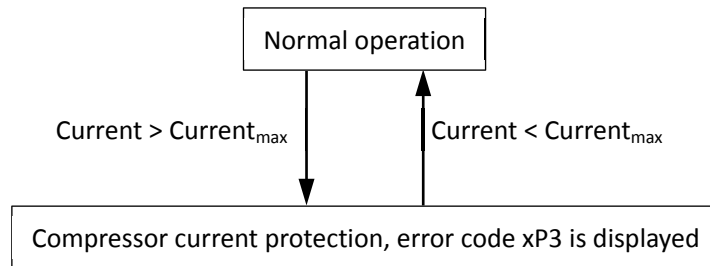 Normal operation
Current > Currentmax
Current < Currentmax
Compressor current protection, error code xP3 is displayed